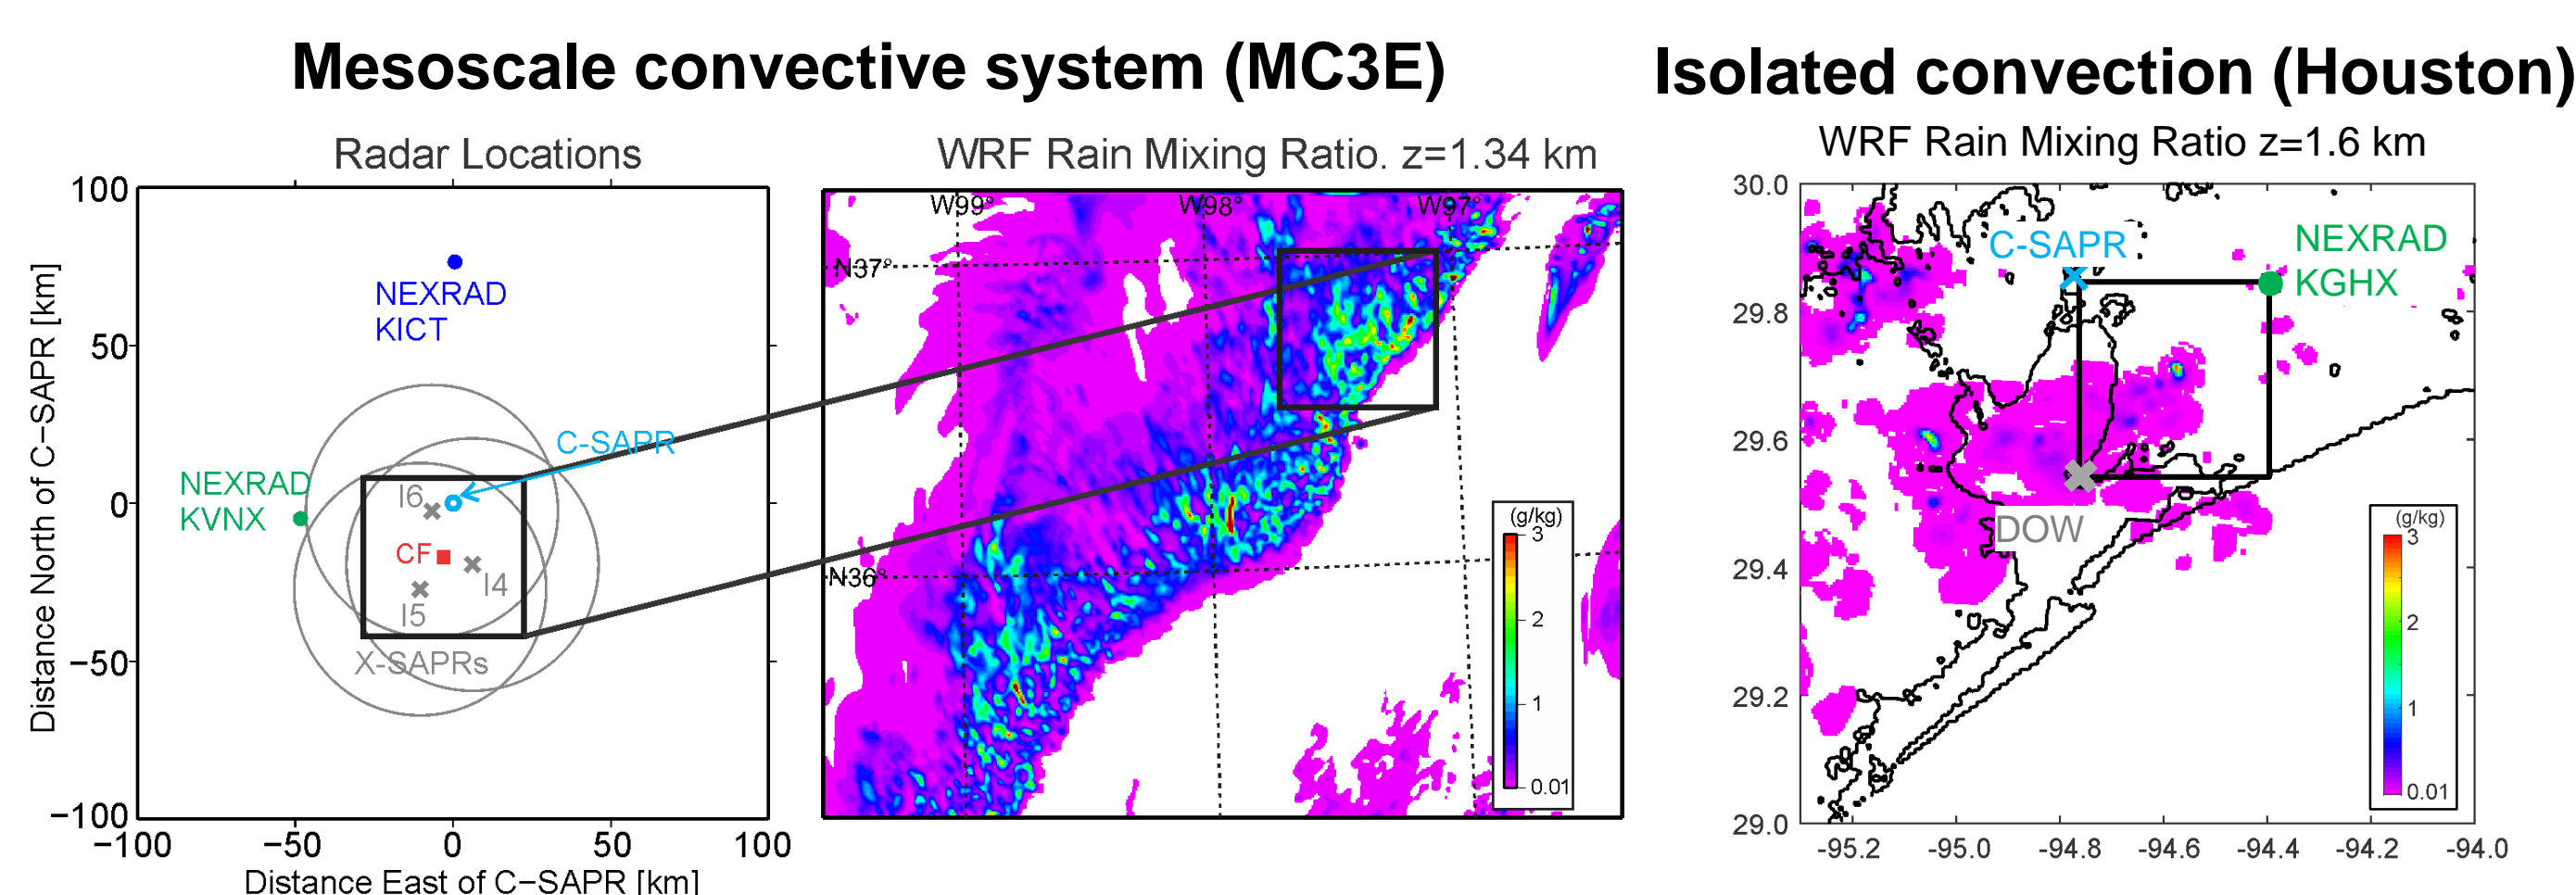 Mesoscale convective system (MC3E)
Isolated convection (Houston)
Radar Locations
WRF Rain Mixing Ratio. z=1.34 km
WRF Rain Mixing Ratio z=1.6 km
Distance North of C−SAPR [km]
100
50
0
−50
−100
−100
−50
0
50
100
Distance East of C−SAPR [km]
NEXRAD
KICT
C-SAPR
NEXRAD
KVNX
I6
CF
I4
I5
X-SAPRs
W99°
W98°
W97°
N37°
N36°
(g/kg)
3
2
1
0.01
30.0
29.8
29.6
29.4
29.2
29.0
-95.2
-95.0
-94.8
-94.6
-94.4
-94.2
-94.0
C-SAPR
NEXRAD
KGHX
DOW
(g/kg)
3
2
1
0.01